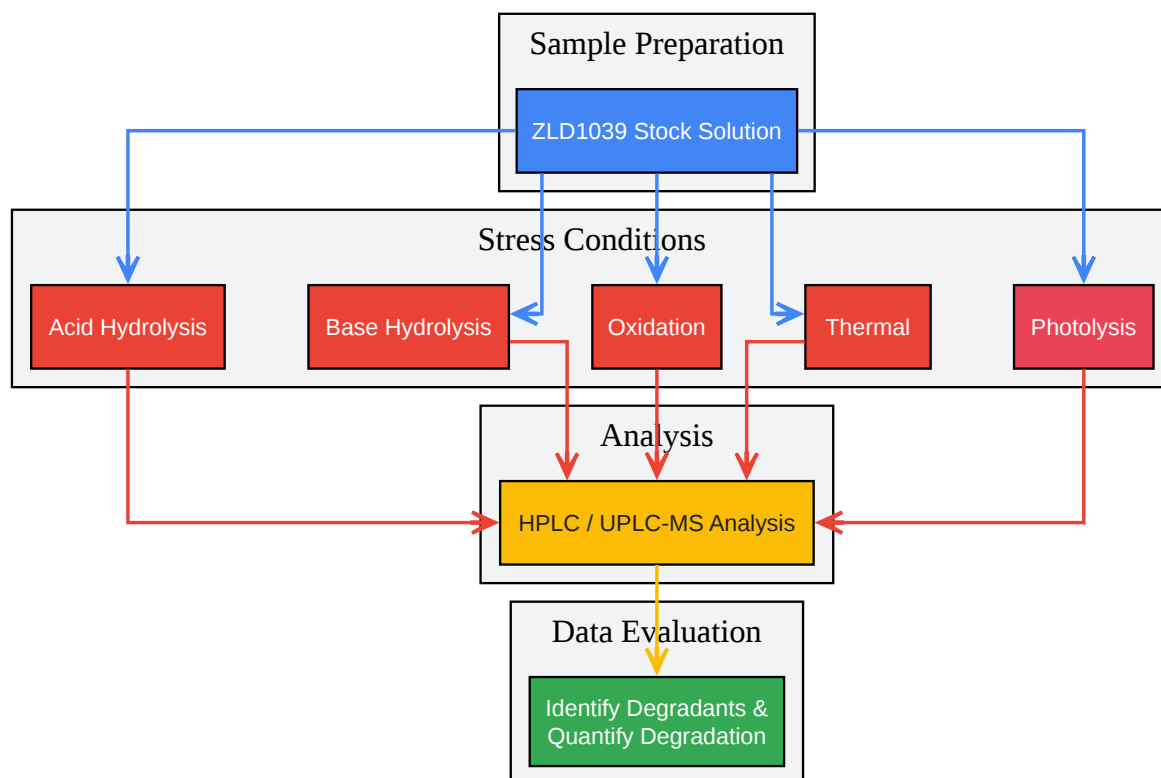 Sample Preparation
ZLD1039 Stock Solution
Stress Conditions
Acid Hydrolysis
Base Hydrolysis
Oxidation
Thermal
Photolysis
Analysis
HPLC / UPLC-MS Analysis
Data Evaluation
Identify Degradants &
Quantify Degradation